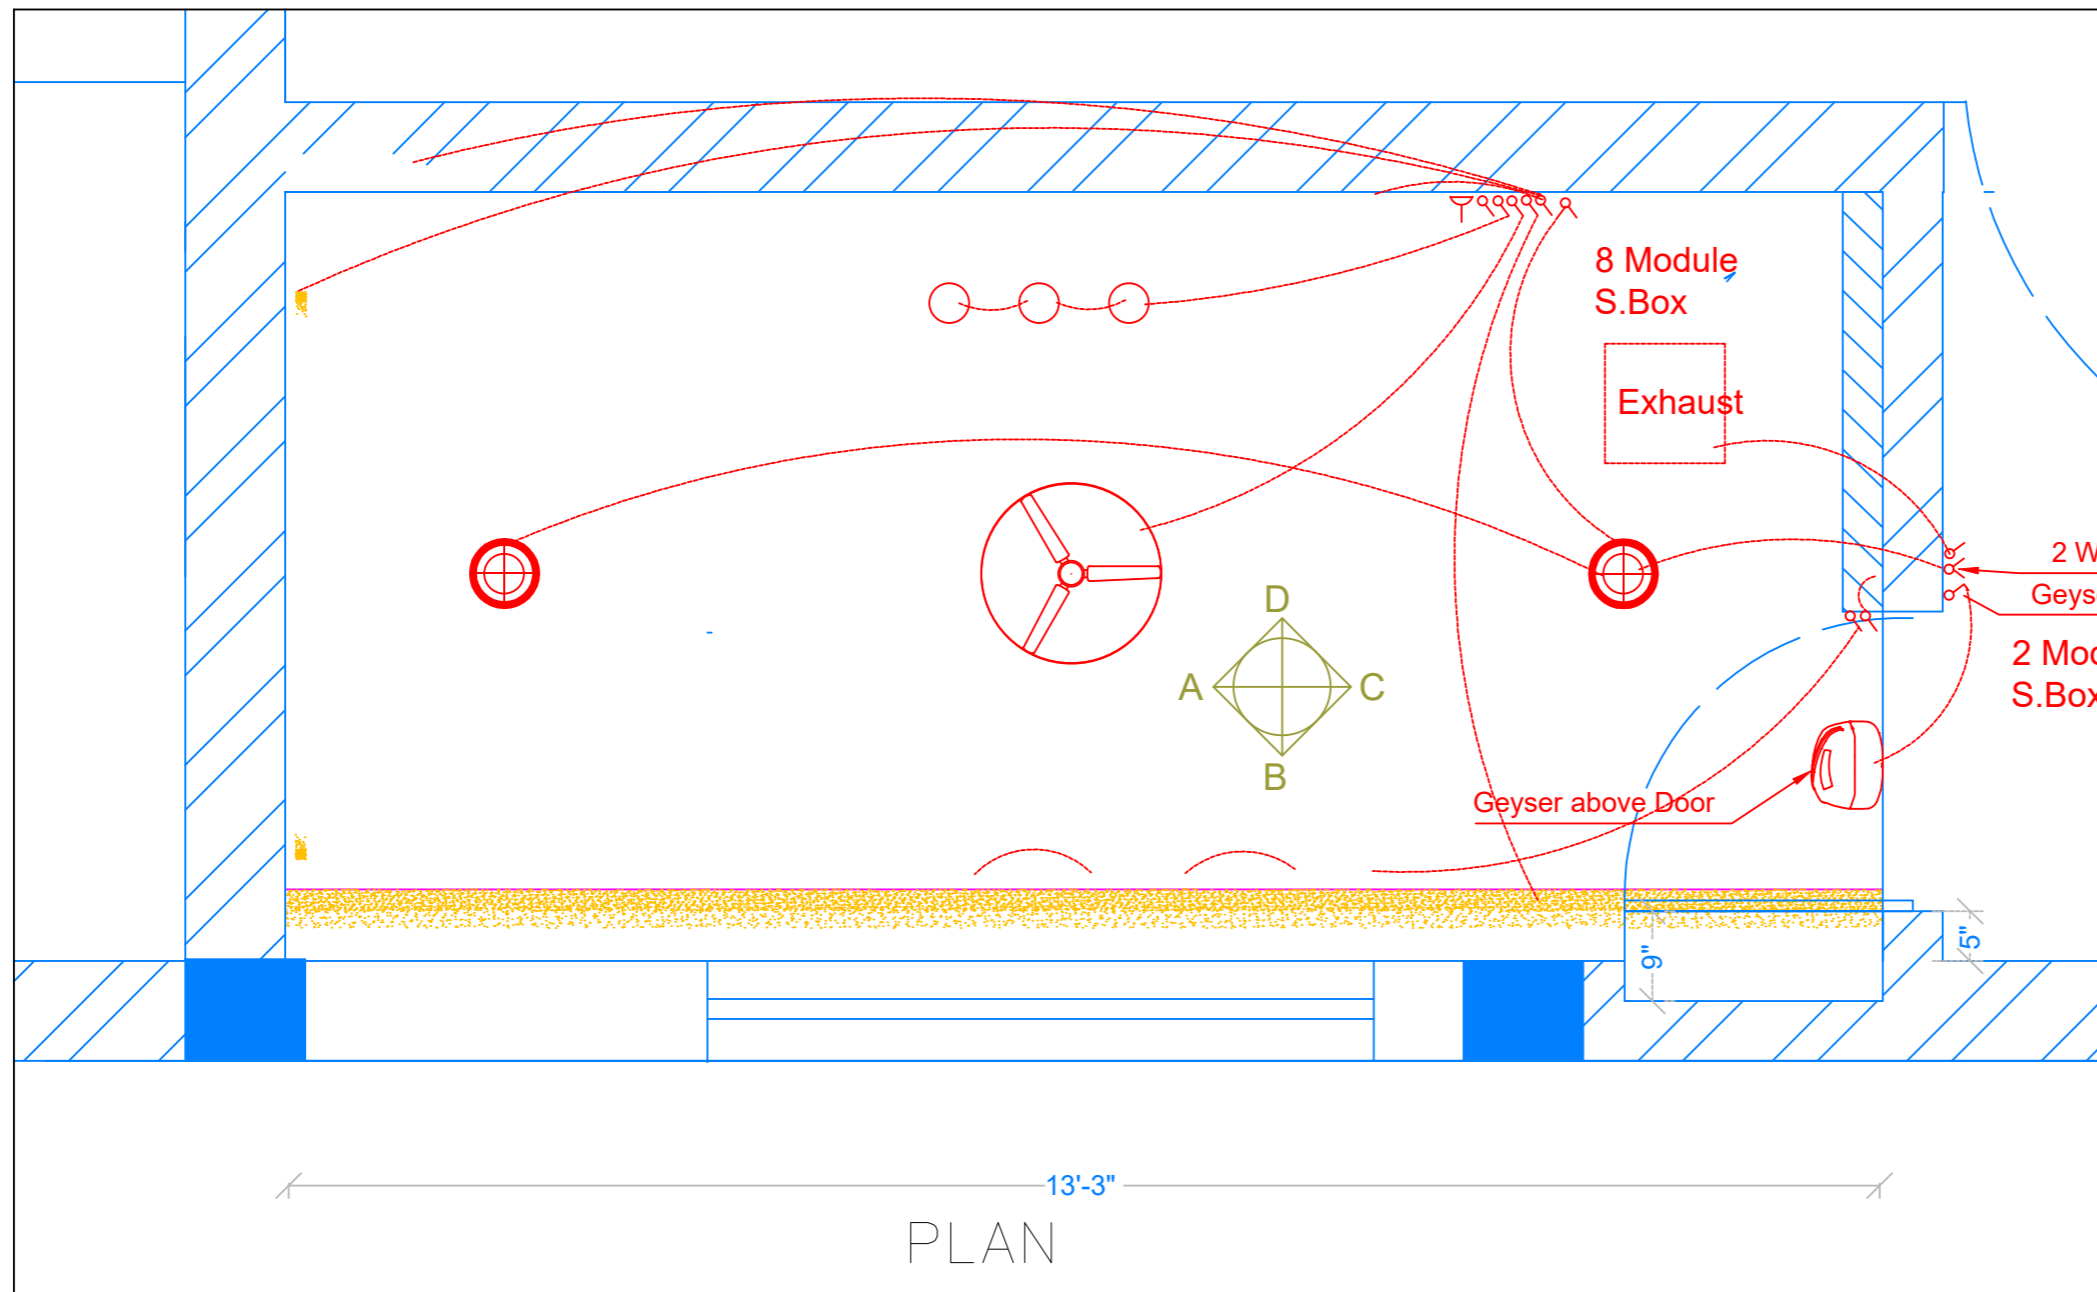 8 Module
S.Box
Exhaust
2 W
Geys
D
A
C
B
2 Mod
S.Box
Geyser above Door
9"
5"
13'-3"
PLAN